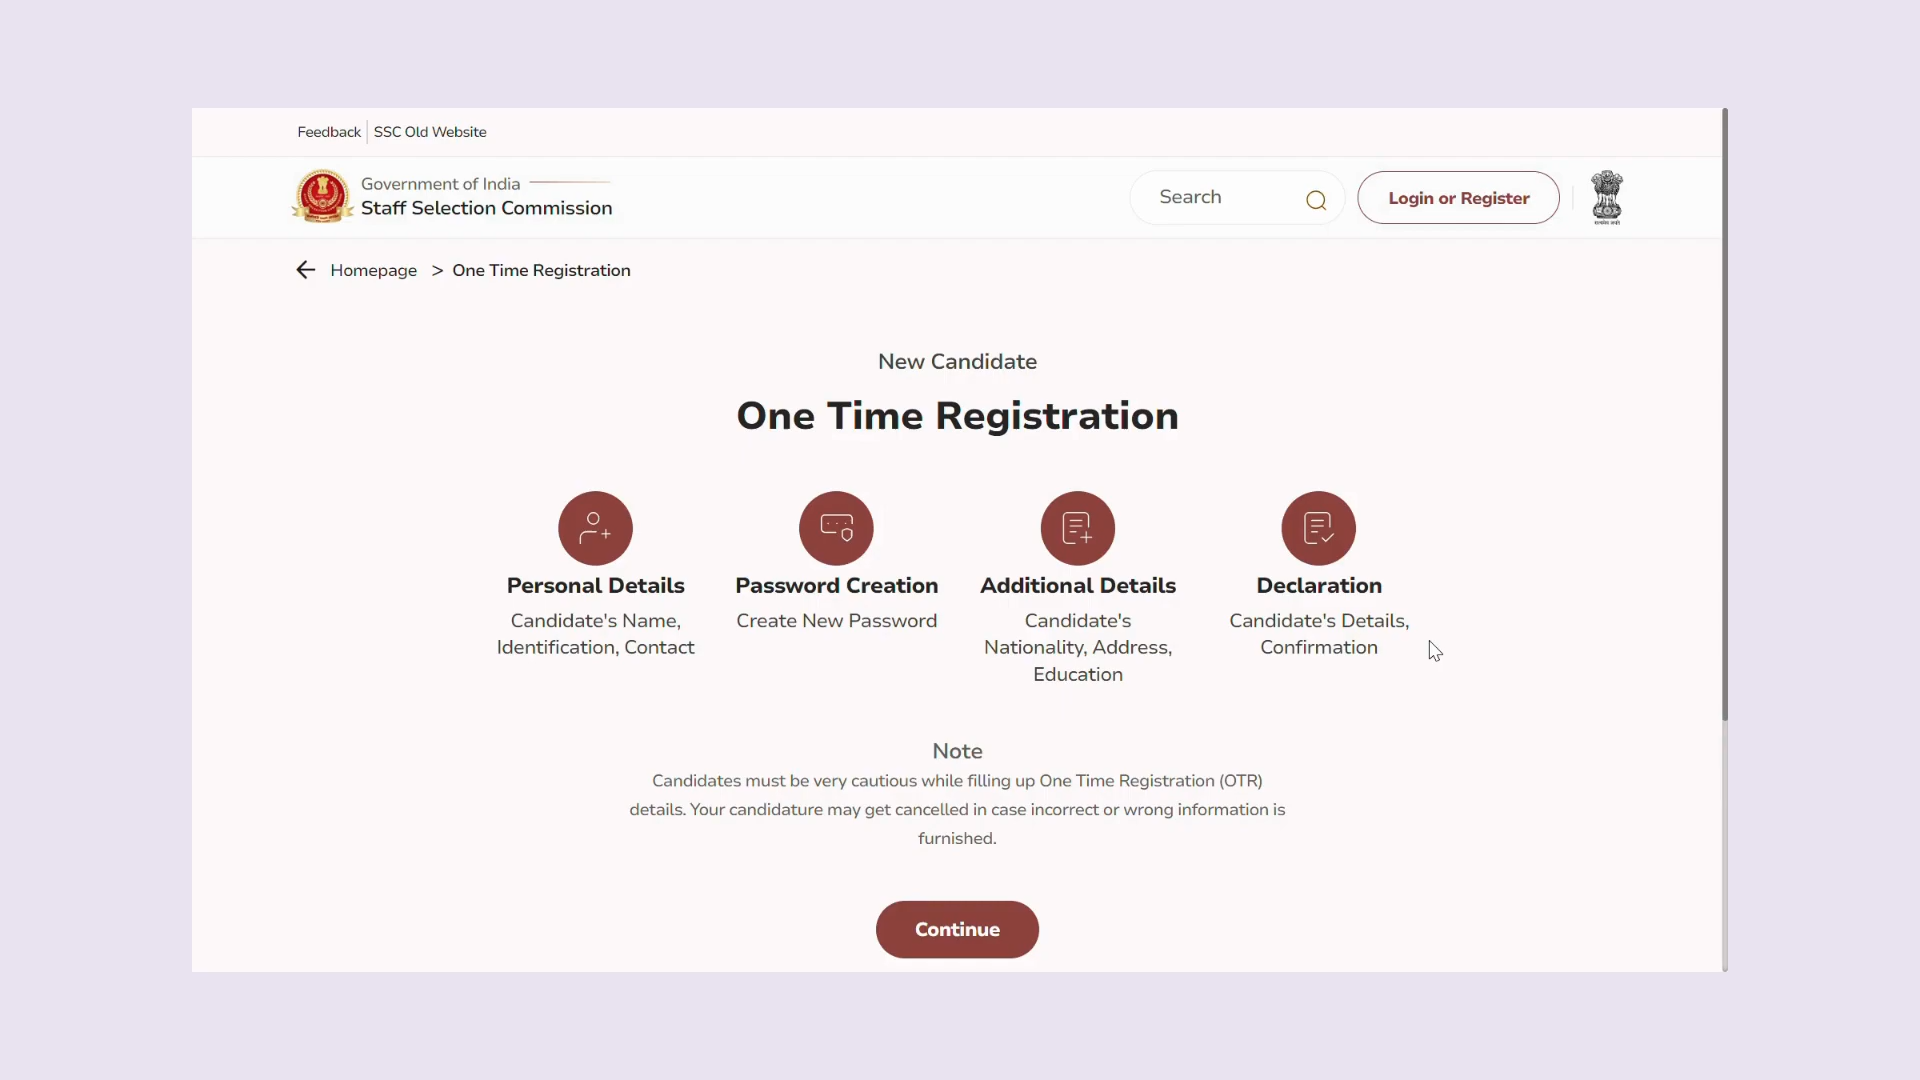 Feedback
SSC Old Website
Government of India
Staff Selection Commission
Search
Login or Register
Homepage > One Time Registration
New Candidate
One Time Registration
Personal Details
Candidate's Name,
Identification, Contact
Password Creation
Create New Password
Additional Details
Candidate's
Nationality, Address,
Education
Declaration
Candidate's Details,
Confirmation
Note
Candidates must be very cautious while filling up One Time Registration (OTR)
details. Your candidature may get cancelled in case incorrect or wrong information is
furnished.
Continue